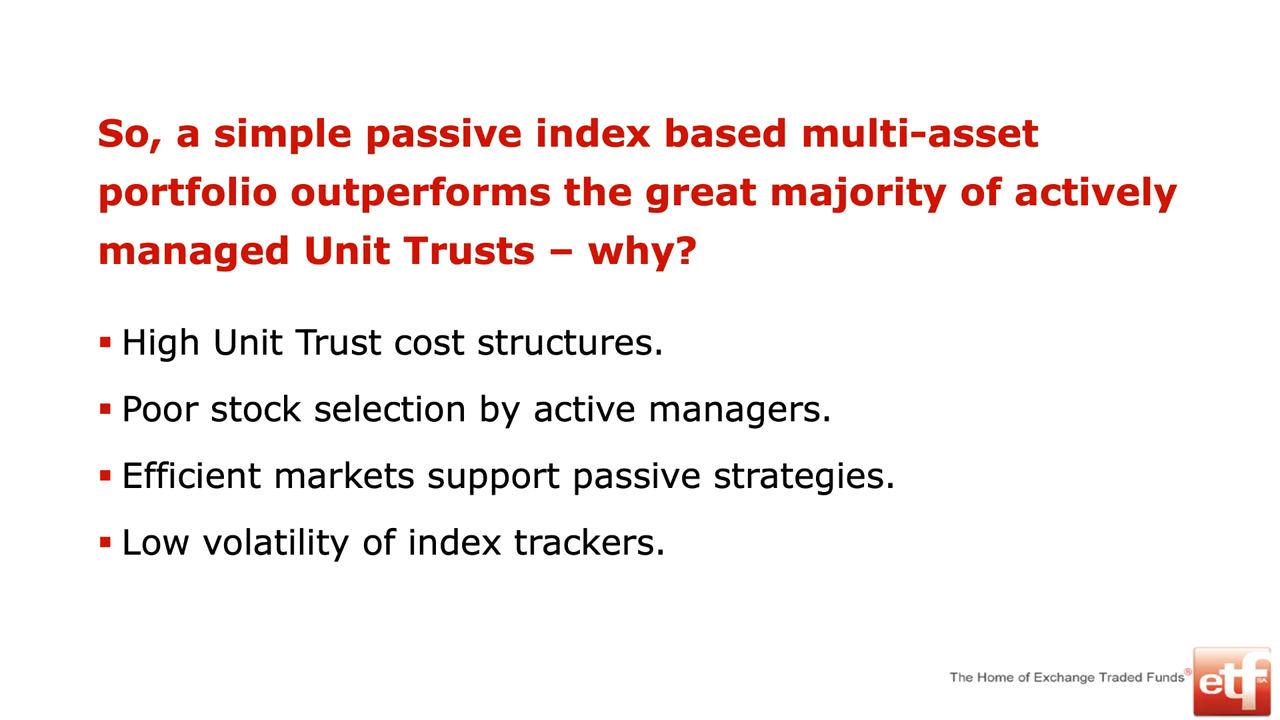 So, a simple passive index based multi-asset
portfolio outperforms the great majority of actively
managed Unit Trusts – why?
▪ High Unit Trust cost structures.
▪ Poor stock selection by active managers.
▪ Efficient markets support passive strategies.
▪ Low volatility of index trackers.
The Home of Exchange Traded Funds®
etf
SA